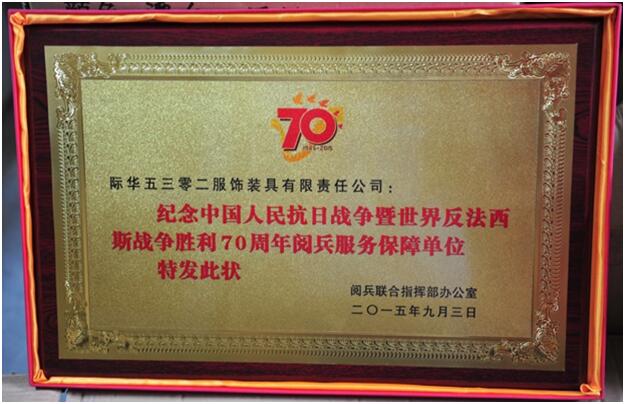 70
1945-2015
际华五三零二服饰装具有限责任公司：
纪念中国人民抗日战争暨世界反法西
斯战争胜利70周年阅兵服务保障单位
特发此状
阅兵联合指挥部办公室
二〇一五年九月三日